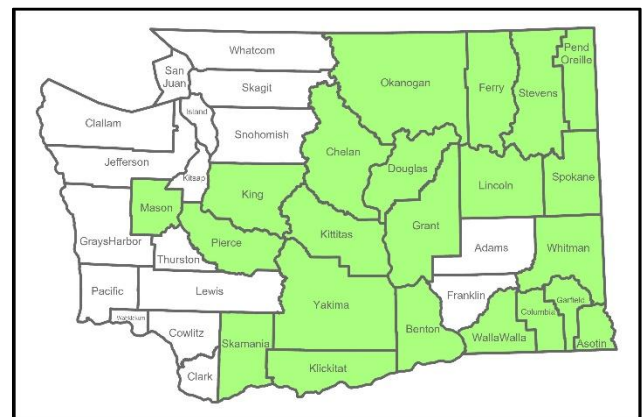 Whatcom
Pend
Oreille
San
Juan
Okanogan
Ferry
Stevens
Skagit
Island
Clallam
Snohomish
Chelan
Jefferson
Kitsap
Douglas
Lincoln
Spokane
King
Mason
Grant
GraysHarbor
Pierce
Kittitas
Adams
Whitman
Thurston
Pacific
Lewis
Yakima
Franklin
Garfield
Columbia
Wahkiakum
Cowlitz
Benton
WallaWalla
Skamania
Asotin
Klickitat
Clark